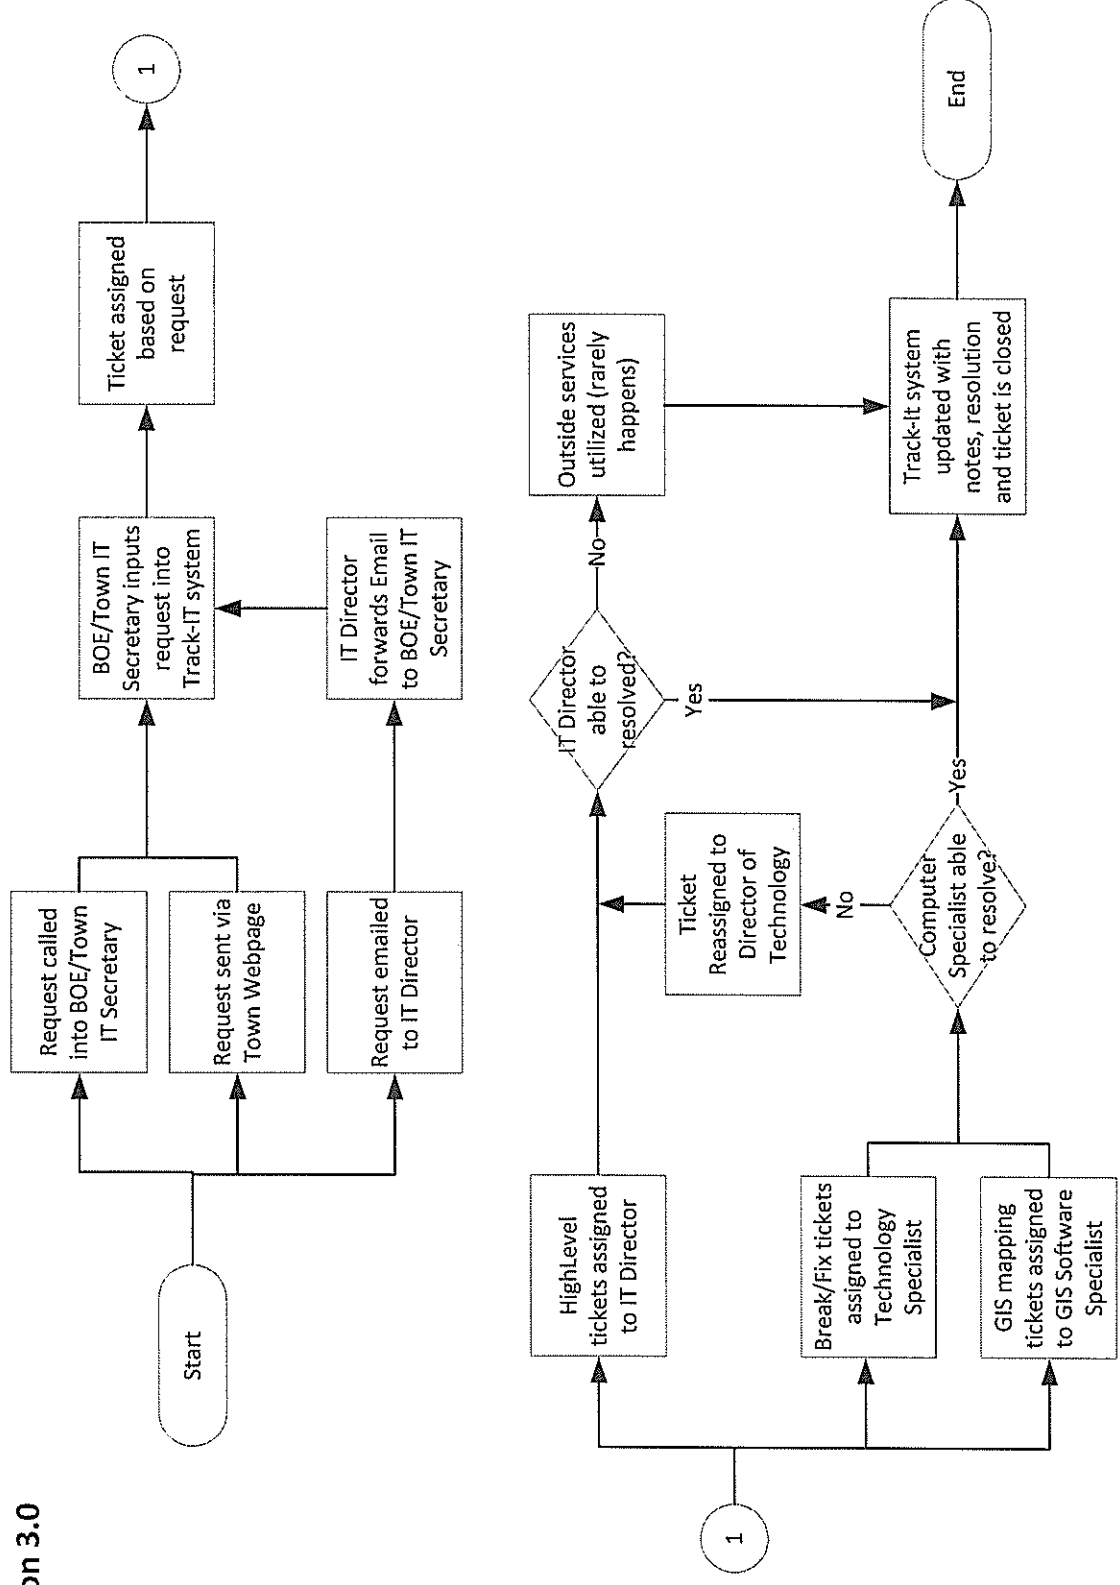 on 3.0
Start
Request called
into BOE/Town
IT Secretary
Request sent via
Town Webpage
Request emailed
to IT Director
BOE/Town IT
Secretary inputs
request into
Track-IT system
IT Director
forwards Email
to BOE/Town IT
Secretary
Ticket assigned
based on
request
1
1
HighLevel
tickets assigned
to IT Director
Break/Fix tickets
assigned to
Technology
Specialist
GIS mapping
tickets assigned
to GIS Software
Specialist
Ticket
Reassigned to
Director of
Technology
No
Computer
Specialist able
to resolve?
Yes
IT Director
able to
resolved?
No
Yes
Outside services
utilized (rarely
happens)
Track-It system
updated with
notes, resolution
and ticket is closed
End